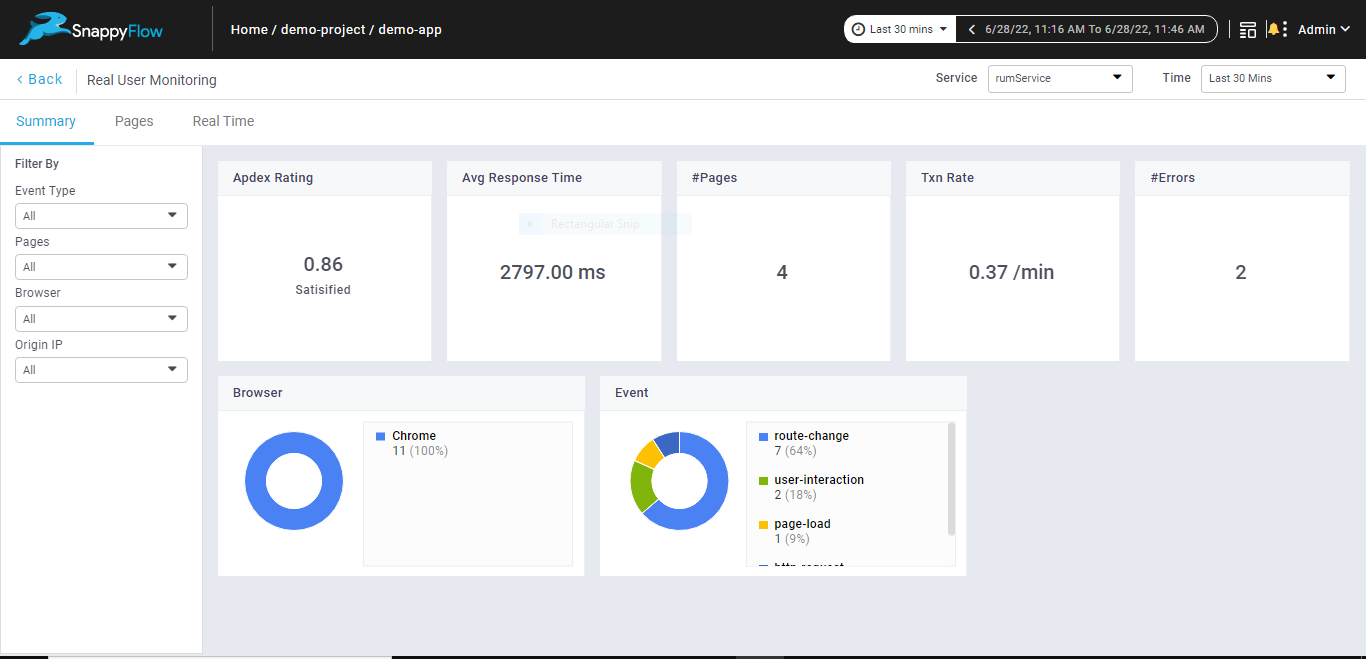 SnappyFlow
Home / demo-project / demo-app
Last 30 mins
6/28/22, 11:16 AM To 6/28/22, 11:46 AM
Admin
Back
Real User Monitoring
Service
rumService
Time
Last 30 Mins
Summary
Pages
Real Time
Filter By
Event Type
All
Pages
All
Browser
All
Origin IP
All
Apdex Rating
0.86
Satisified
Avg Response Time
2797.00 ms
Rectangular Snip
#Pages
4
Txn Rate
0.37 /min
#Errors
2
Browser
Chrome
11 (100%)
Event
route-change
7 (64%)
user-interaction
2 (18%)
page-load
1 (9%)
http-request